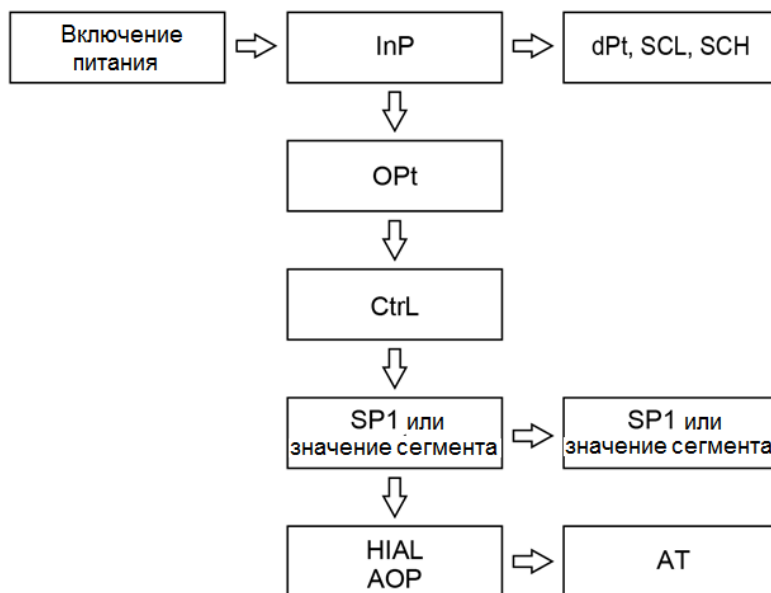 Включение
питания
InP
dPt, SCL, SCH
OPt
CtrL
SP1 или
значение сегмента
SP1 или
значение сегмента
HIAL
AOP
AT